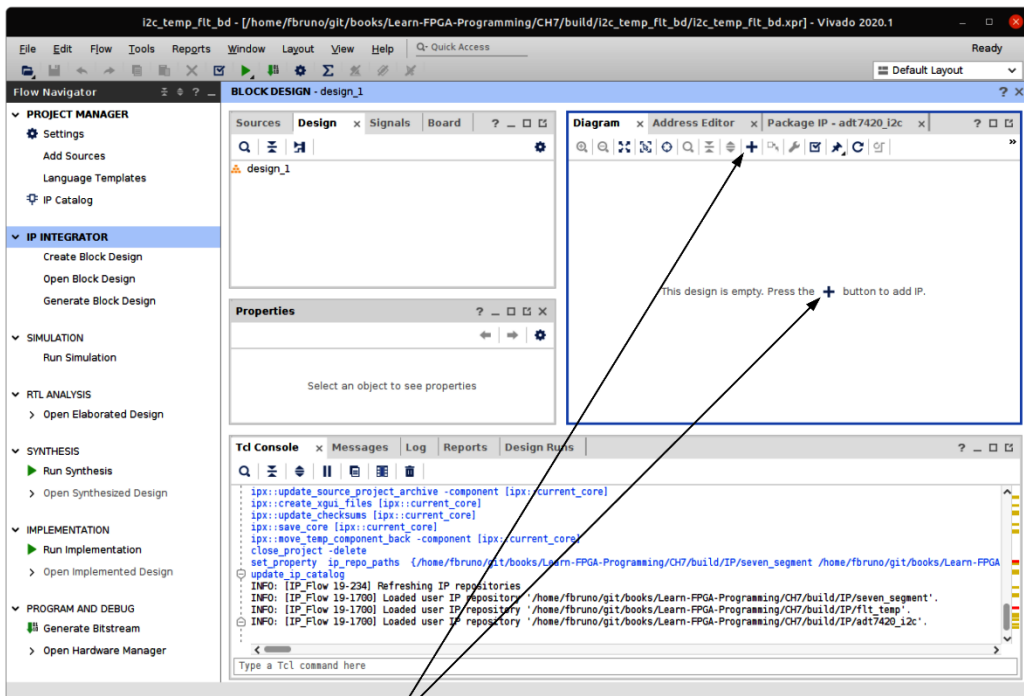 i2c_temp_flt_bd - [/home/fbruno/git/books/Learn-FPGA-Programming/CH7/build/i2c_temp_flt_bd/i2c_temp_flt_bd.xpr] - Vivado 2020.1
File Edit Flow Tools Reports Window Layout View Help Q- Quick Access Ready
Default Layout
Flow Navigator
PROJECT MANAGER
Settings
Add Sources
Language Templates
IP Catalog
IP INTEGRATOR
Create Block Design
Open Block Design
Generate Block Design
SIMULATION
Run Simulation
RTL ANALYSIS
Open Elaborated Design
SYNTHESIS
Run Synthesis
Open Synthesized Design
IMPLEMENTATION
Run Implementation
Open Implemented Design
PROGRAM AND DEBUG
Generate Bitstream
Open Hardware Manager
BLOCK DESIGN - design_1
Sources Design Signals Board
design_1
Properties
Select an object to see properties
Diagram Address Editor Package IP - adt7420_i2c
This design is empty. Press the + button to add IP.
Tcl Console Messages Log Reports Design Runs
ipx::update_source_project_archive -component [ipx::current_core]
ipx::create_xgui_files [ipx::current_core]
ipx::update_checksums [ipx::current_core]
ipx::save_core [ipx::current_core]
ipx::move_temp_component_back -component [ipx::current_core]
close_project -delete
set_property ip_repo_paths {/home/fbruno/git/books/Learn-FPGA-Programming/CH7/build/IP/seven_segment /home/fbruno/git/books/Learn-FPGA
update_ip_catalog
INFO: [IP_Flow 19-234] Refreshing IP repositories
INFO: [IP_Flow 19-1700] Loaded user IP repository '/home/fbruno/git/books/Learn-FPGA-Programming/CH7/build/IP/seven_segment'.
INFO: [IP_Flow 19-1700] Loaded user IP repository '/home/fbruno/git/books/Learn-FPGA-Programming/CH7/build/IP/flt_temp'.
INFO: [IP_Flow 19-1700] Loaded user IP repository '/home/fbruno/git/books/Learn-FPGA-Programming/CH7/build/IP/adt7420_i2c'.
Type a Tcl command here